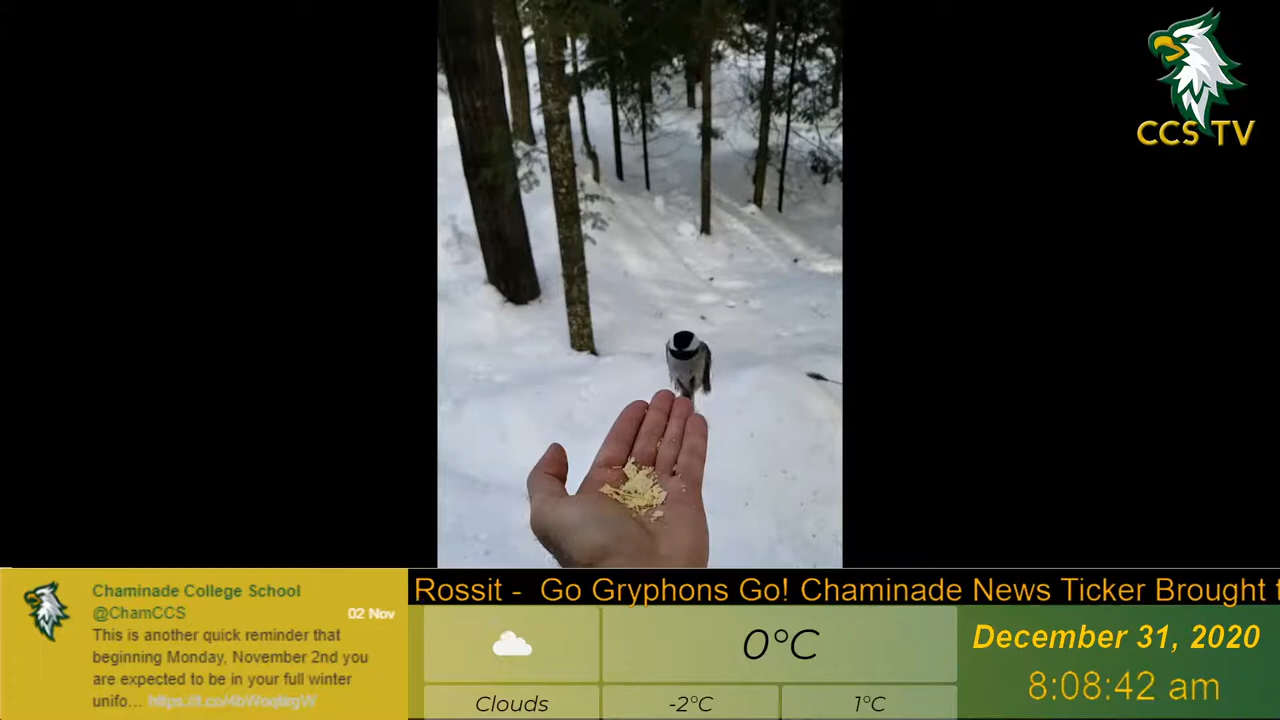 CCS TV
Chaminade College School
@ChamCCS
02 Nov
This is another quick reminder that
beginning Monday, November 2nd you
are expected to be in your full winter
unifo...
Rossit - Go Gryphons Go! Chaminade News Ticker Brought
0°C
Clouds
-2°C
1°C
December 31, 2020
8:08:42 am